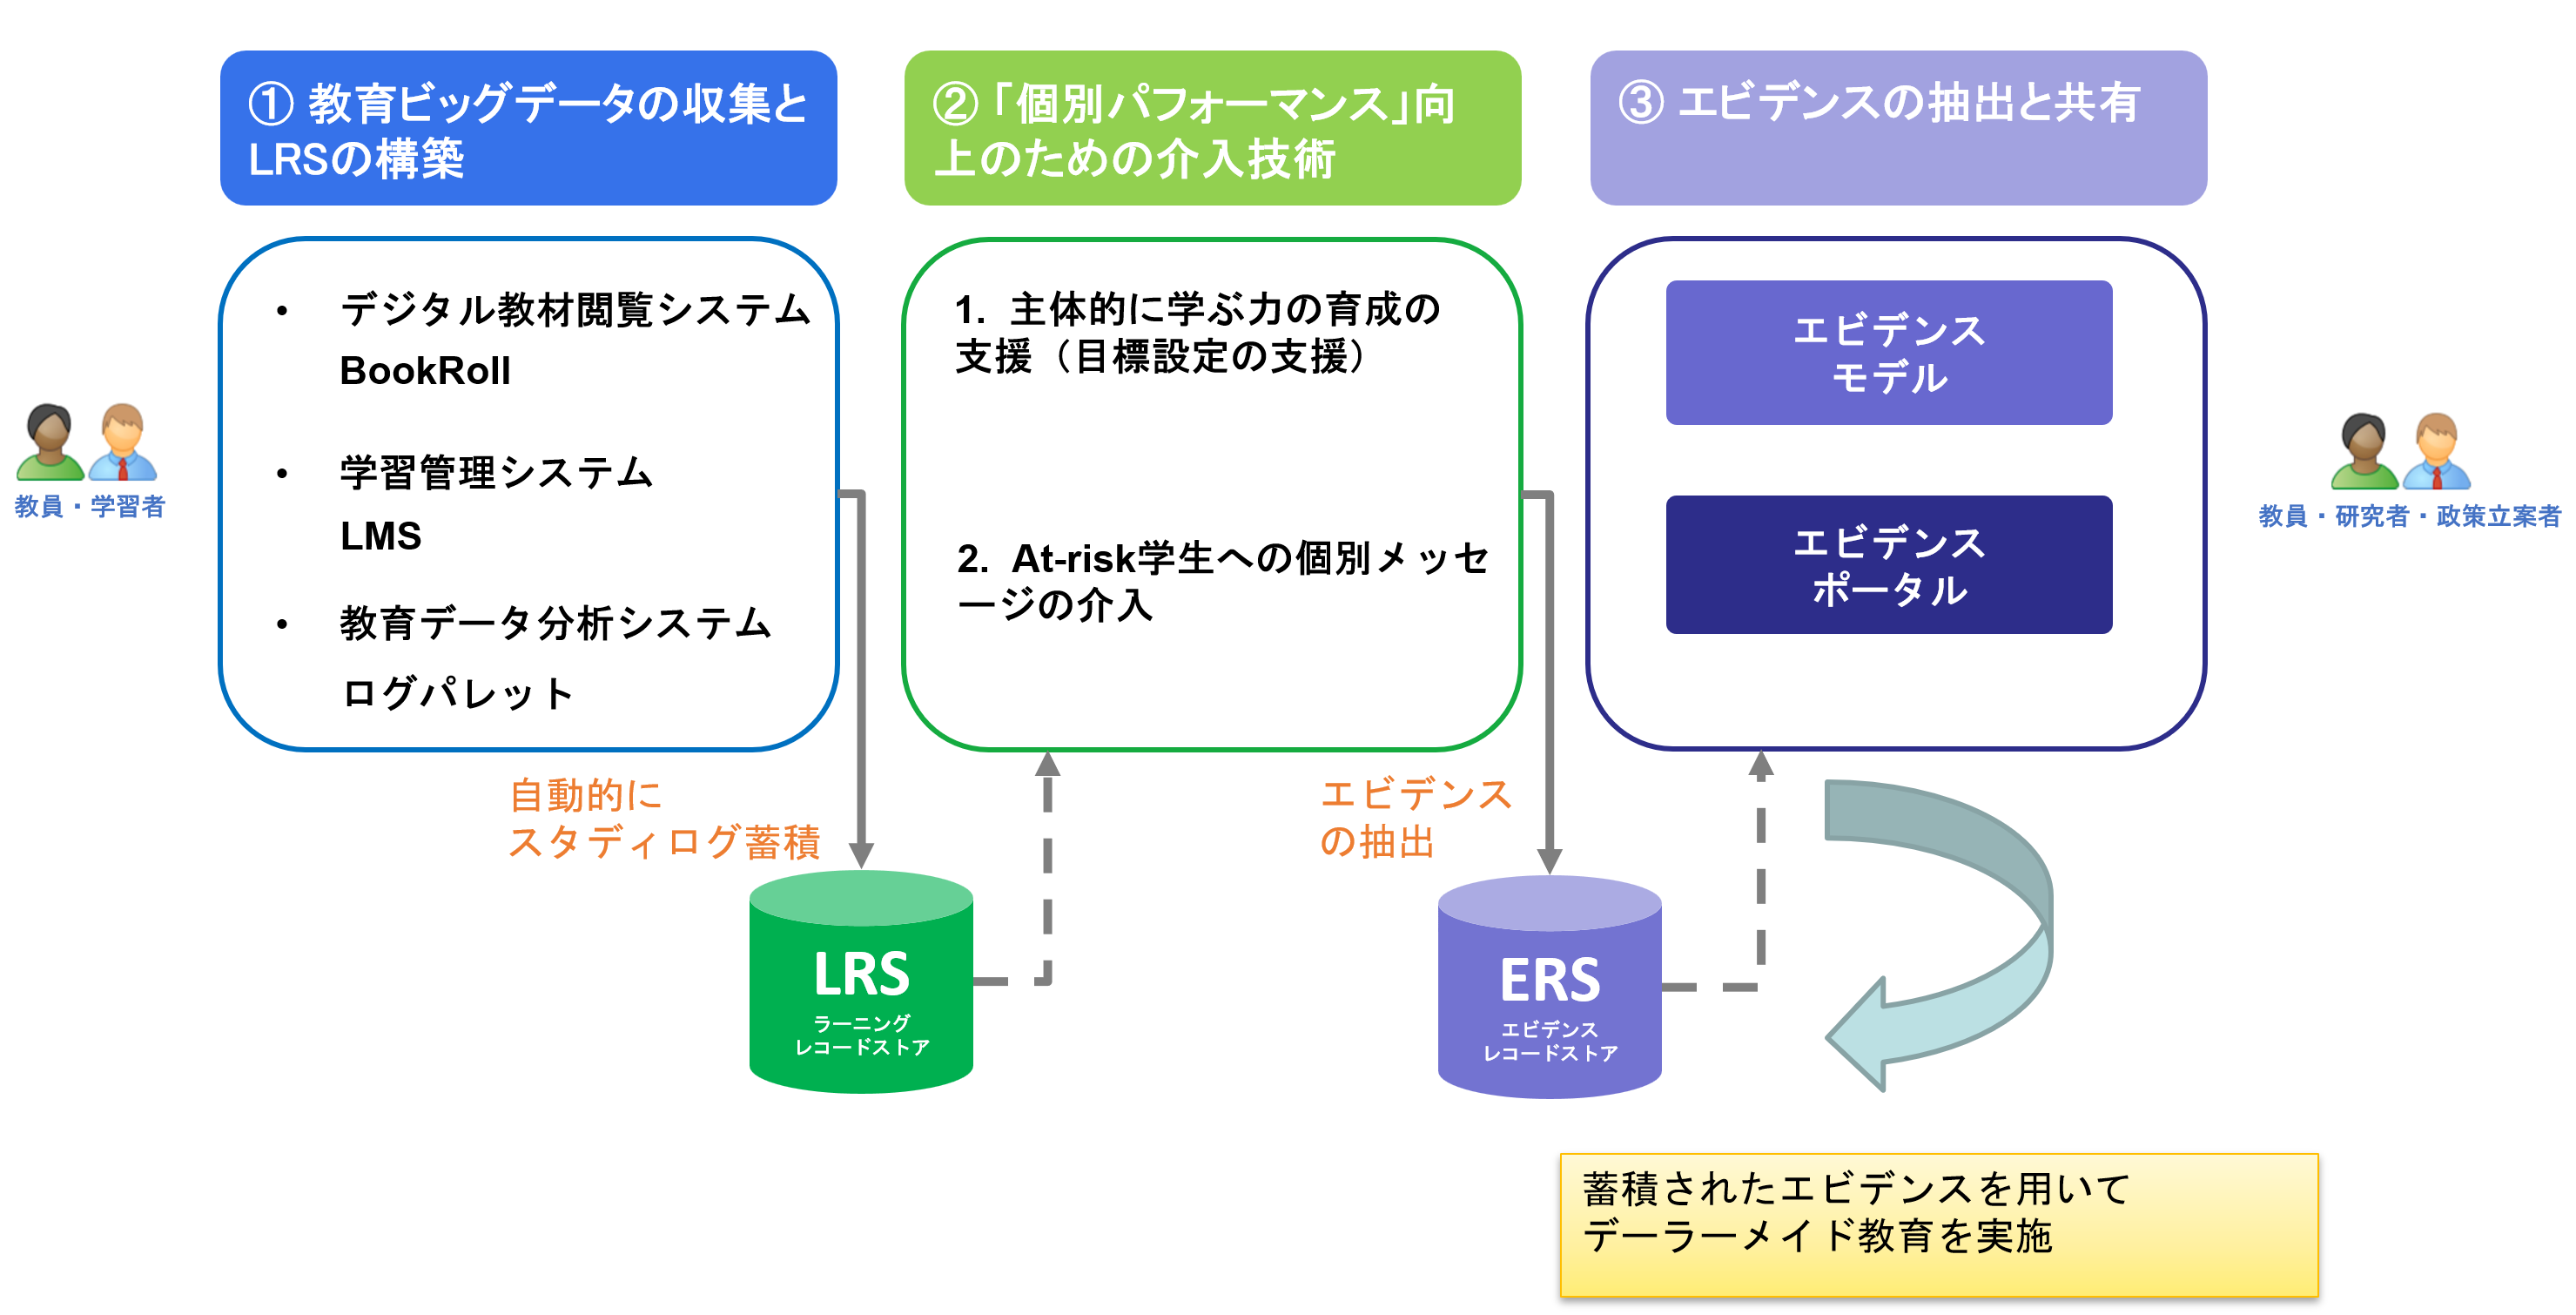 ① 教育ビッグデータの収集と
LRSの構築
②「個別パフォーマンス」向
上のための介入技術
③ エビデンスの抽出と共有
• デジタル教材閲覧システム
BookRoll
• 学習管理システム
LMS
• 教育データ分析システム
ログパレット
教員・学習者
1. 主体的に学ぶ力の育成の
支援（目標設定の支援）
2. At-risk学生への個別メッセ
ージの介入
エビデンス
モデル
エビデンス
ポータル
教員・研究者・政策立案者
自動的に
スタディログ蓄積
エビデンス
の抽出
LRS
ラーニング
レコードストア
ERS
エビデンス
レコードストア
蓄積されたエビデンスを用いて
デーラーメイド教育を実施